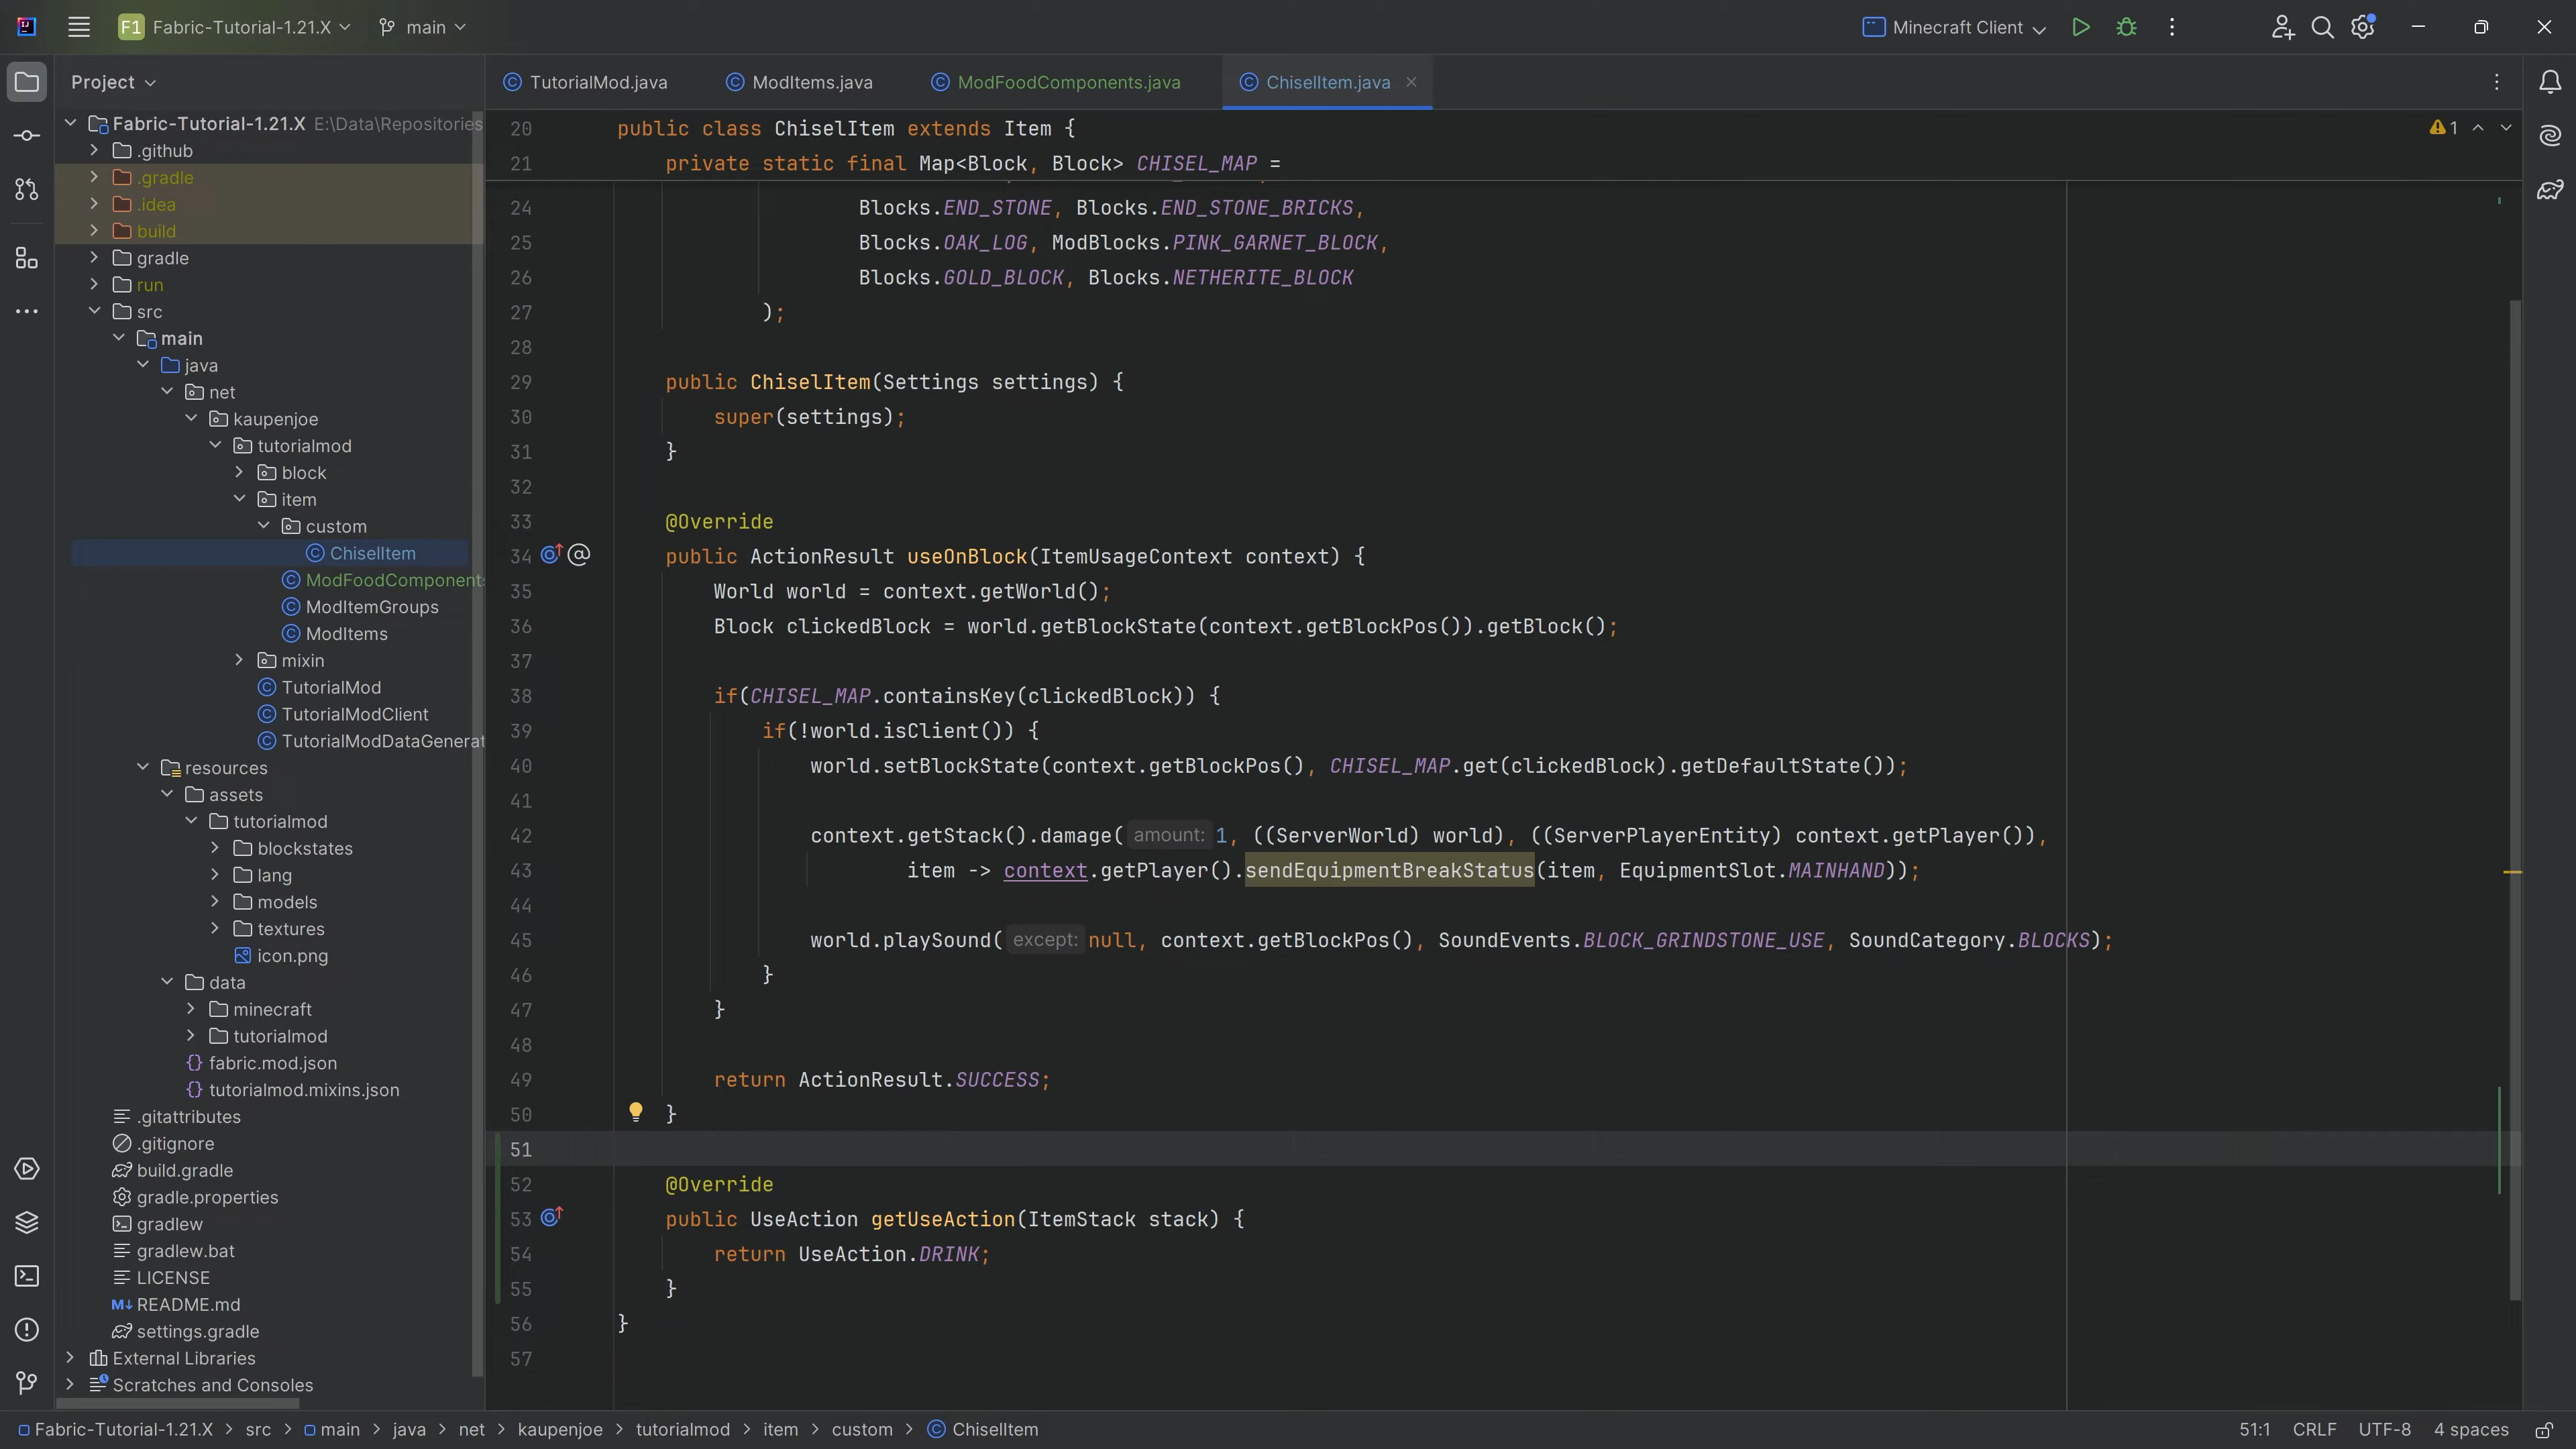 F1 Fabric-Tutorial-1.21.X main Minecraft Client
Project
TutorialMod.java ModItems.java ModFoodComponents.java ChiselItem.java
Fabric-Tutorial-1.21.X E:\Data\Repositories
.github
.gradle
.idea
build
gradle
run
src
main
java
net
kaupenjoe
tutorialmod
block
item
custom
ChiselItem
ModFoodComponents
ModItemGroups
ModItems
mixin
TutorialMod
TutorialModClient
TutorialModDataGenerat
resources
assets
tutorialmod
blockstates
lang
models
textures
icon.png
data
minecraft
tutorialmod
fabric.mod.json
tutorialmod.mixins.json
.gitattributes
.gitignore
build.gradle
gradle.properties
gradlew
gradlew.bat
LICENSE
README.md
settings.gradle
External Libraries
Scratches and Consoles
20 public class ChiselItem extends Item { 1
21 private static final Map<Block, Block> CHISEL_MAP =
24 Blocks.END_STONE, Blocks.END_STONE_BRICKS,
25 Blocks.OAK_LOG, ModBlocks.PINK_GARNET_BLOCK,
26 Blocks.GOLD_BLOCK, Blocks.NETHERITE_BLOCK
27 );
28
29 public ChiselItem(Settings settings) {
30 super(settings);
31 }
32
33 @Override
34 public ActionResult useOnBlock(ItemUsageContext context) {
35 World world = context.getWorld();
36 Block clickedBlock = world.getBlockState(context.getBlockPos()).getBlock();
37
38 if(CHISEL_MAP.containsKey(clickedBlock)) {
39 if(!world.isClient()) {
40 world.setBlockState(context.getBlockPos(), CHISEL_MAP.get(clickedBlock).getDefaultState());
41
42 context.getStack().damage( amount: 1, ((ServerWorld) world), ((ServerPlayerEntity) context.getPlayer()),
43 item -> context.getPlayer().sendEquipmentBreakStatus(item, EquipmentSlot.MAINHAND));
44
45 world.playSound( except: null, context.getBlockPos(), SoundEvents.BLOCK_GRINDSTONE_USE, SoundCategory.BLOCKS);
46 }
47 }
48
49 return ActionResult.SUCCESS;
50 }
51
52 @Override
53 public UseAction getUseAction(ItemStack stack) {
54 return UseAction.DRINK;
55 }
56 }
57
Fabric-Tutorial-1.21.X > src > main > java > net > kaupenjoe > tutorialmod > item > custom > ChiselItem 51:1 CRLF UTF-8 4 spaces